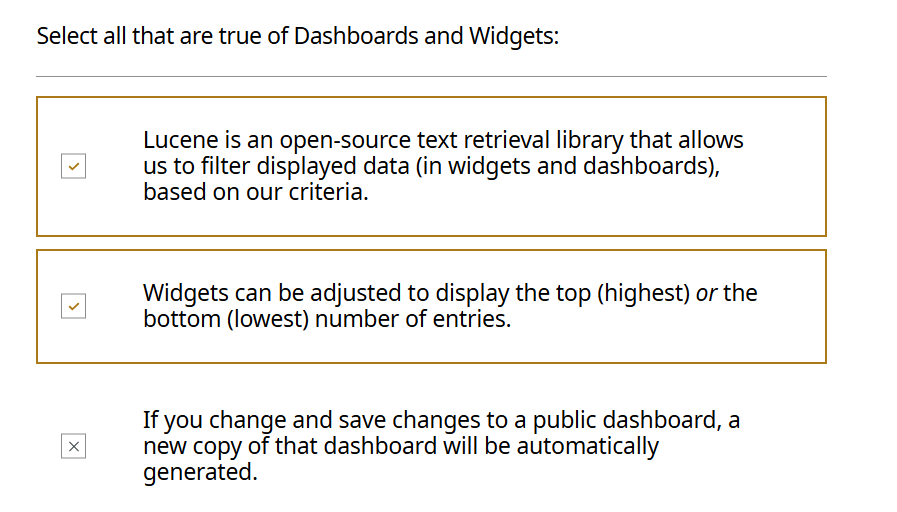 Select all that are true of Dashboards and Widgets:
Lucene is an open-source text retrieval library that allows
us to filter displayed data (in widgets and dashboards),
based on our criteria.
Widgets can be adjusted to display the top (highest) or the
bottom (lowest) number of entries.
If you change and save changes to a public dashboard, a
new copy of that dashboard will be automatically
generated.